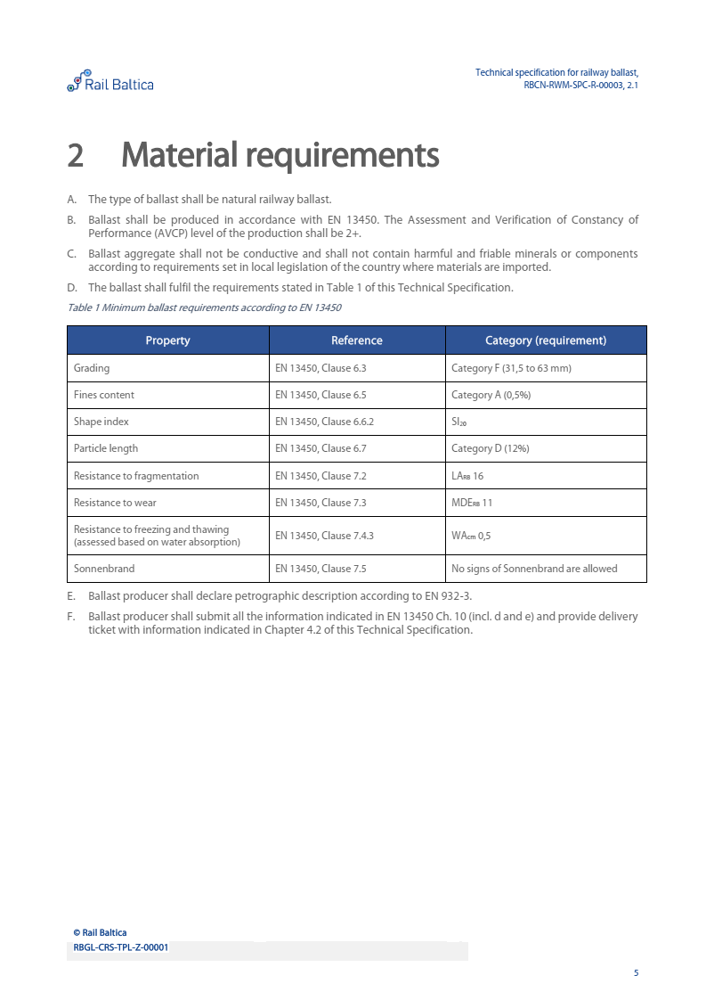 Rail Baltica
Technical specification for railway ballast,
RBCN-RWM-SPC-R-00003, 2.1
2 Material requirements
A. The type of ballast shall be natural railway ballast.
B. Ballast shall be produced in accordance with EN 13450. The Assessment and Verification of Constancy of
Performance (AVCP) level of the production shall be 2+.
C. Ballast aggregate shall not be conductive and shall not contain harmful and friable minerals or components
according to requirements set in local legislation of the country where materials are imported.
D. The ballast shall fulfil the requirements stated in Table 1 of this Technical Specification.
Table 1 Minimum ballast requirements according to EN 13450
Property Reference Category (requirement)
Grading EN 13450, Clause 6.3 Category F (31,5 to 63 mm)
Fines content EN 13450, Clause 6.5 Category A (0,5%)
Shape index EN 13450, Clause 6.6.2 SI₂₀
Particle length EN 13450, Clause 6.7 Category D (12%)
Resistance to fragmentation EN 13450, Clause 7.2 LARB 16
Resistance to wear EN 13450, Clause 7.3 MDERB 11
Resistance to freezing and thawing
(assessed based on water absorption) EN 13450, Clause 7.4.3 WAcm 0,5
Sonnenbrand EN 13450, Clause 7.5 No signs of Sonnenbrand are allowed
E. Ballast producer shall declare petrographic description according to EN 932-3.
F. Ballast producer shall submit all the information indicated in EN 13450 Ch. 10 (incl. d and e) and provide delivery
ticket with information indicated in Chapter 4.2 of this Technical Specification.
© Rail Baltica
RBGL-CRS-TPL-Z-00001
5